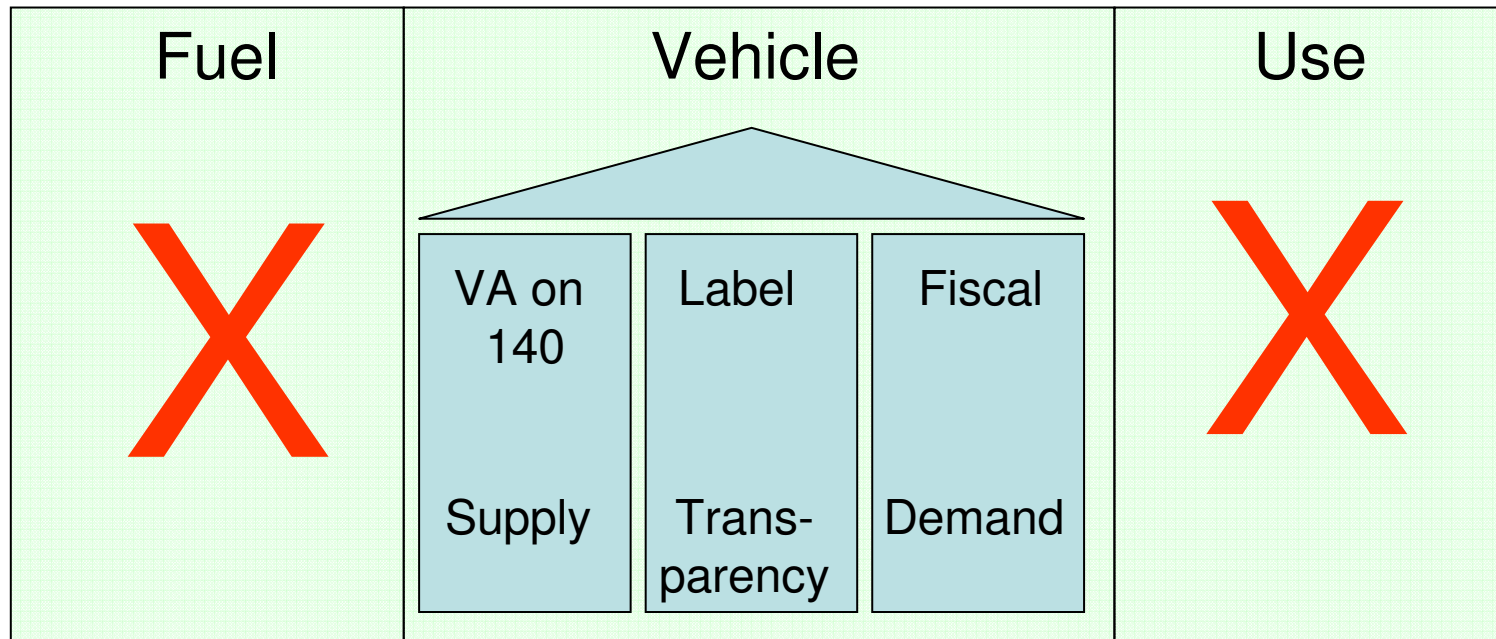 Fuel
Vehicle
Use
X
VA on
140
Supply
Label
Trans-
parency
Fiscal
Demand
X